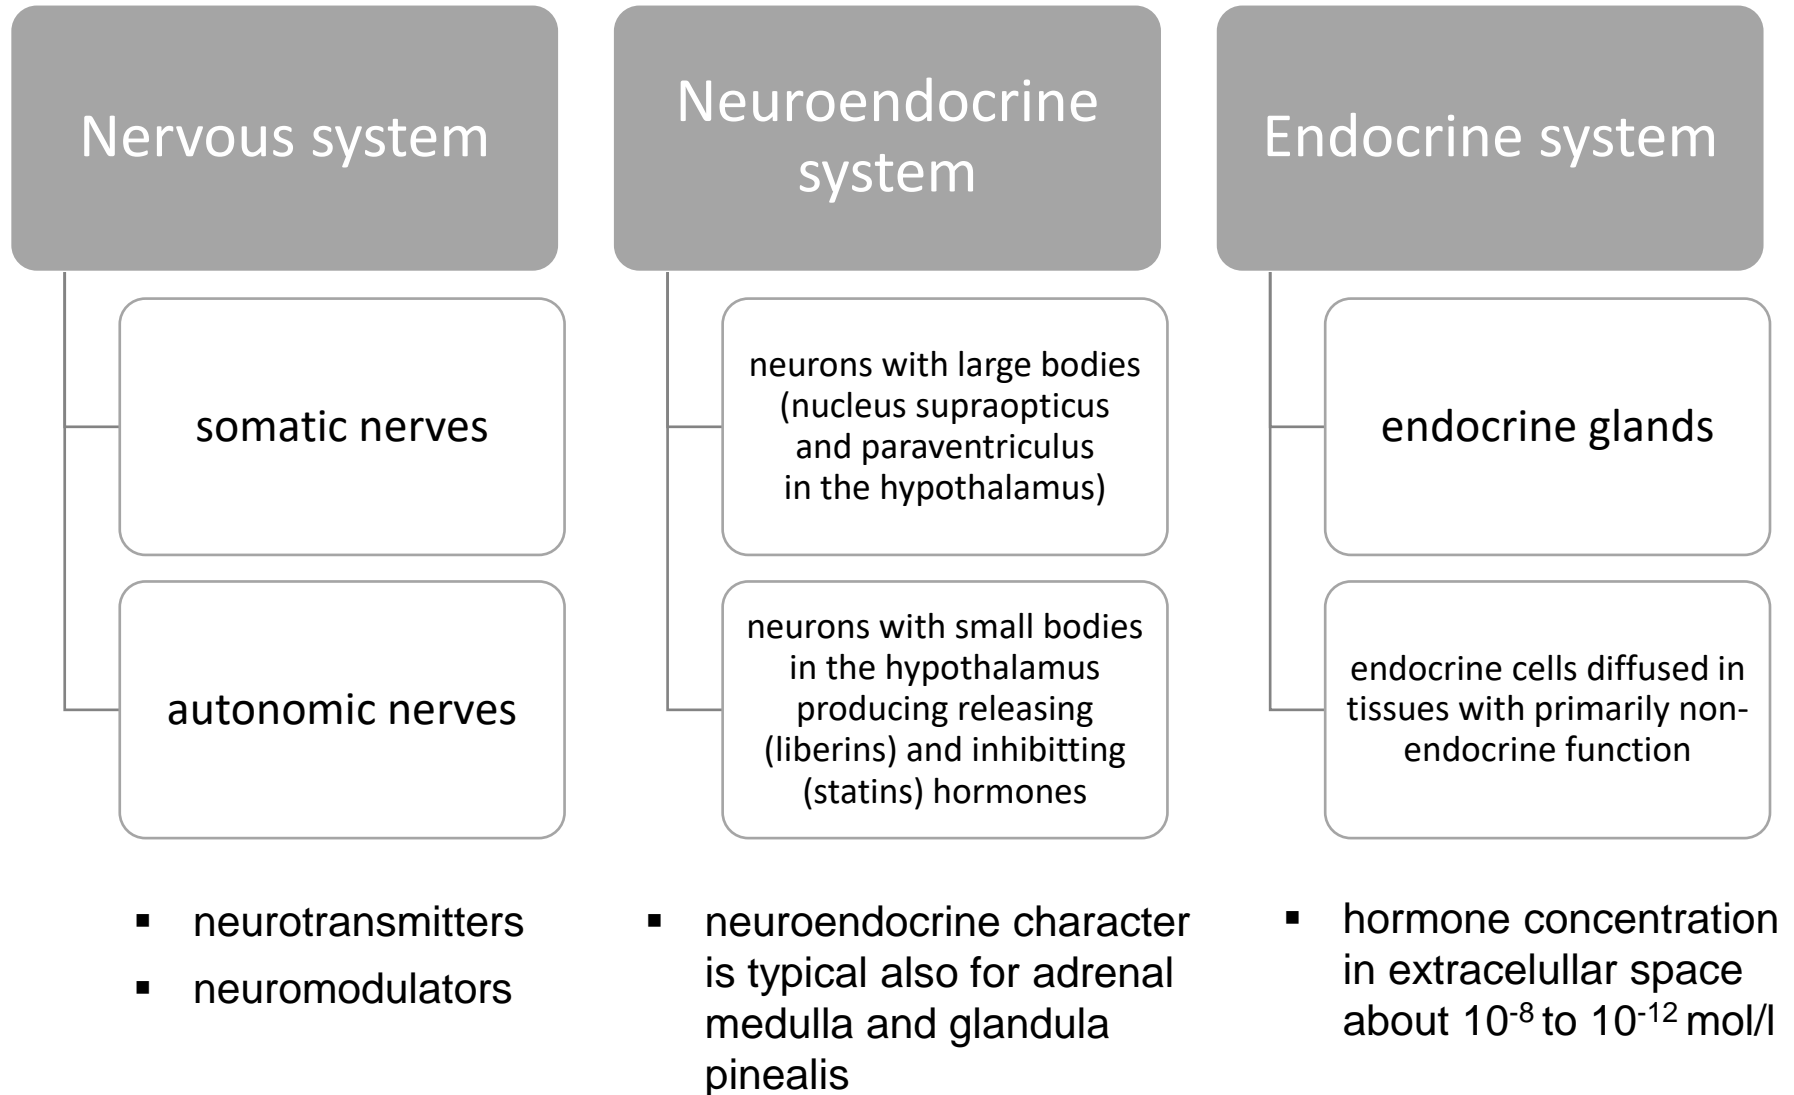 Nervous system
somatic nerves
autonomic nerves
▪ neurotransmitters
▪ neuromodulators
Neuroendocrine
system
neurons with large bodies
(nucleus supraopticus
and paraventriculus
in the hypothalamus)
neurons with small bodies
in the hypothalamus
producing releasing
(liberins) and inhibitting
(statins) hormones
▪ neuroendocrine character
is typical also for adrenal
medulla and glandula
pinealis
Endocrine system
endocrine glands
endocrine cells diffused in
tissues with primarily non-
endocrine function
▪ hormone concentration
in extracelullar space
about 10⁻⁸ to 10⁻¹² mol/l